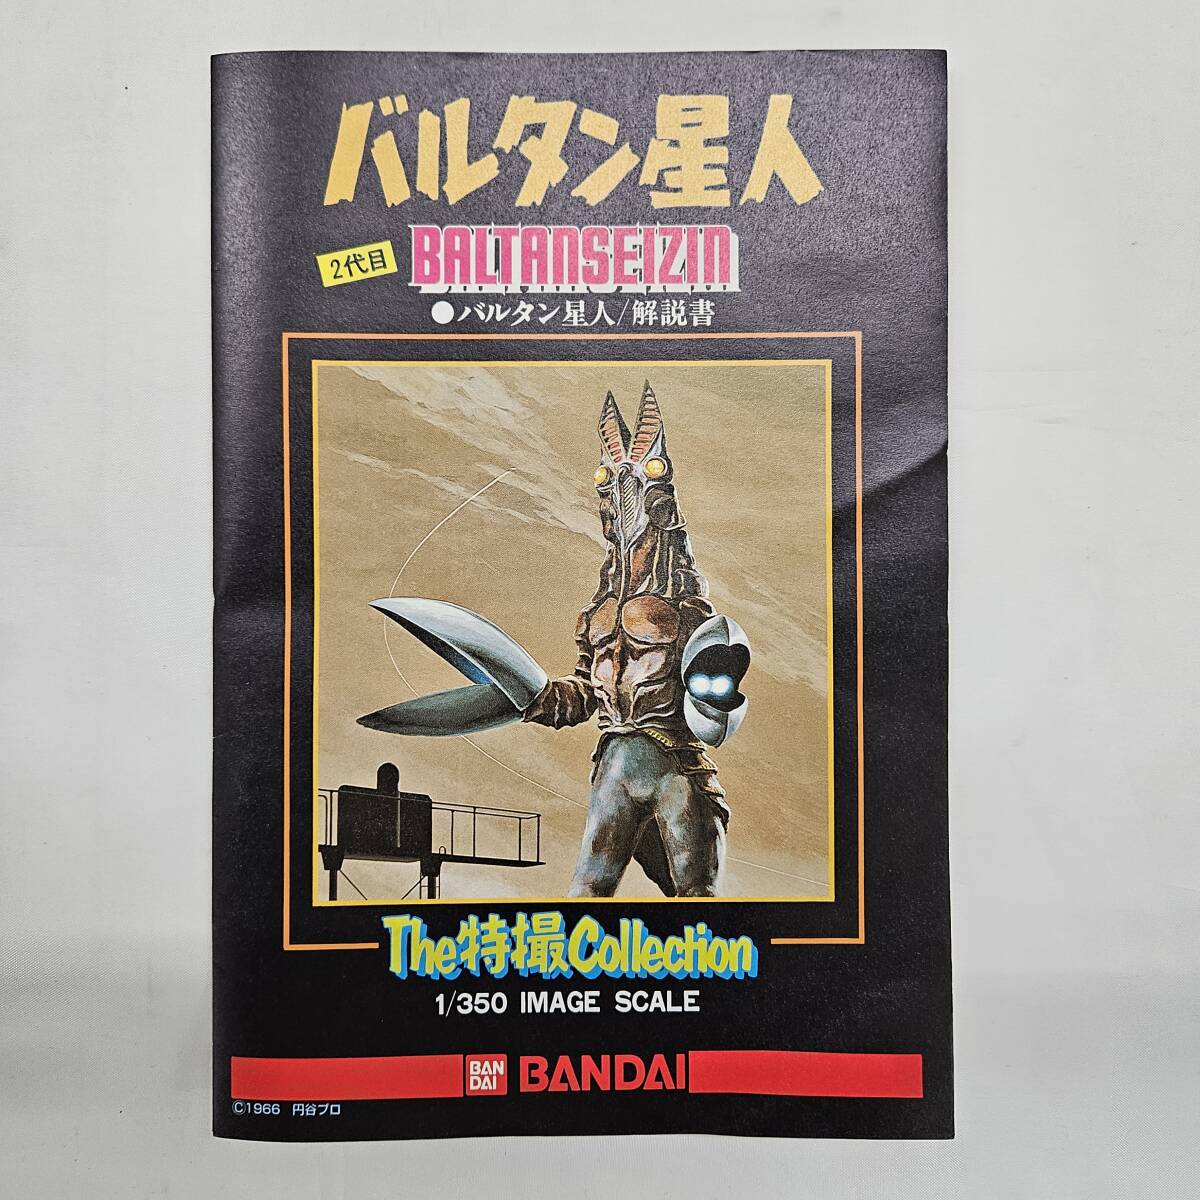 バルタン星人
2代目
BALTANSEIZIN
●バルタン星人/解説書
The特撮Collection
1/350 IMAGE SCALE
BAN
DAI
BANDAI
©1966 円谷プロ